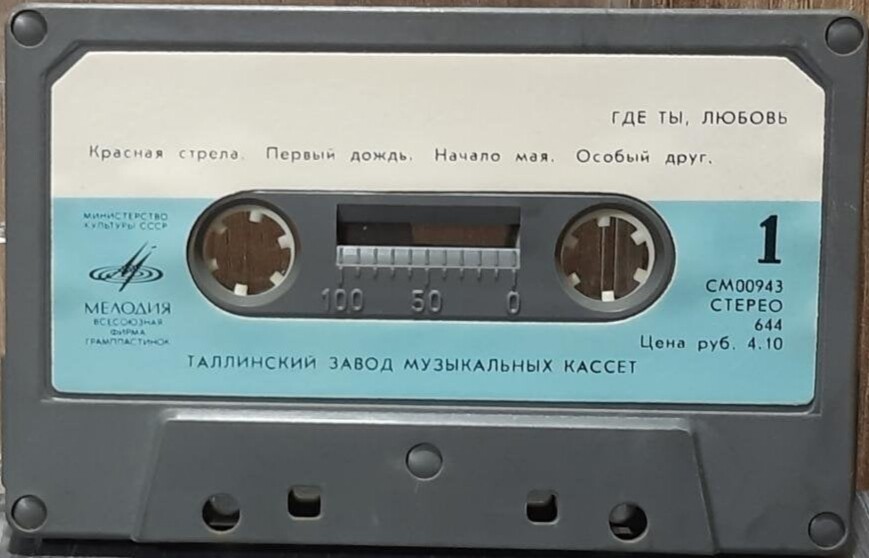 ГДЕ ТЫ, ЛЮБОВЬ
Красная стрела. Первый дождь. Начало мая. Особый друг.
МИНИСТЕРСТВО
КУЛЬТУРЫ СССР
МЕЛОДИЯ
ВСЕСОЮЗНАЯ
ФИРМА
ГРАМПЛАСТИНОК
1
СМ00943
СТЕРЕО
644
Цена руб. 4.10
100 50 0
ТАЛЛИНСКИЙ ЗАВОД МУЗЫКАЛЬНЫХ КАССЕТ